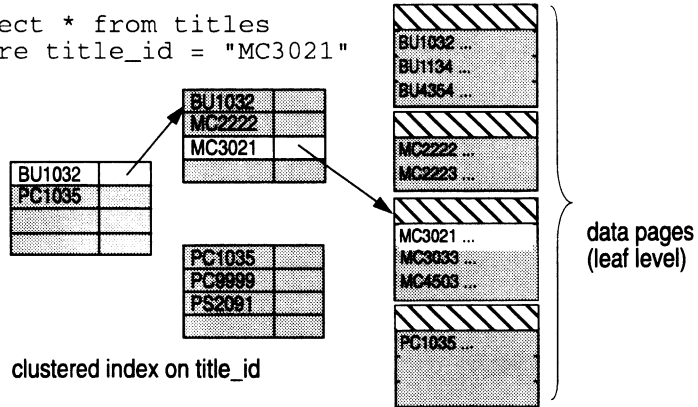 ect * from titles
re title_id = "MC3021"
BU1032
PC1035
BU1032
MC2222
MC3021
PC1035
PC9999
PS2091
BU1032 ...
BU1134 ...
BU4354 ...
MC2222 ...
MC2223 ...
MC3021 ...
MC3033 ...
MC4503 ...
PC1035 ...
data pages
(leaf level)
clustered index on title_id